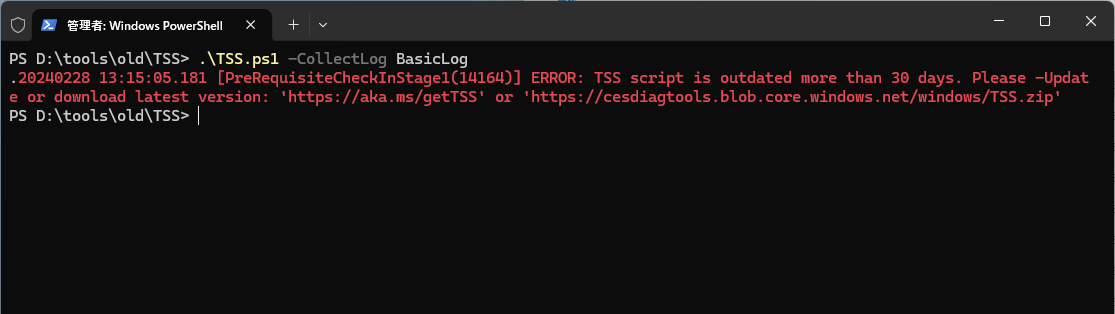 管理者: Windows PowerShell
PS D:\tools\old\TSS> .\TSS.ps1 -CollectLog BasicLog
.20240228 13:15:05.181 [PreRequisiteCheckInStage1(14164)] ERROR: TSS script is outdated more than 30 days. Please -Updat
e or download latest version: 'https://aka.ms/getTSS' or 'https://cesdiagtools.blob.core.windows.net/windows/TSS.zip'
PS D:\tools\old\TSS>